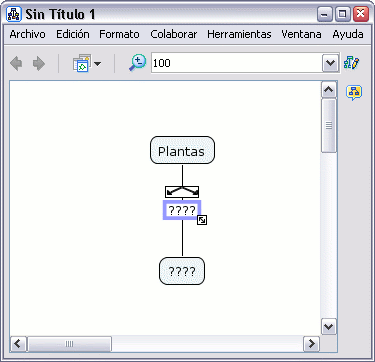 Sin Título 1
Archivo Edición Formato Colaborar Herramientas Ventana Ayuda
100
Plantas
????
????